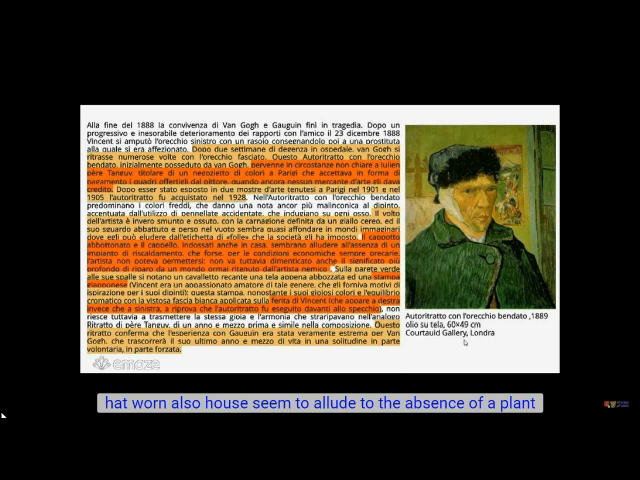 Alla fine del 1888 la convivenza di Van Gogh e Gauguin finì in tragedia. Dopo un
progressivo e inesorabile deterioramento dei rapporti con l'amico il 23 dicembre 1888
Vincent si amputò l'orecchio sinistro con un rasoio consegnandolo poi a una prostituta
alla quale si era affezionato. Dopo due settimane di degenza in ospedale, van Gogh si
ritrasse numerose volte con l'orecchio fasciato. Questo Autoritratto con l'orecchio
bendato, inizialmente posseduto da van Gogh, pervenne in circostanze non chiare a Julien
père Tanguy, titolare di un negozietto di colori a Parigi che accettava in forma di
pagamento i quadri offertigli dal pittore, quando ancora nessun mercante d'arte gli dava
credito. Dopo esser stato esposto in due mostre d'arte tenutesi a Parigi nel 1901 e nel
1905 l'autoritratto fu acquistato nel 1928. Nell'Autoritratto con l'orecchio bendato
predominano i colori freddi, che danno una nota ancor più malinconica al dipinto,
accentuata dall'utilizzo di pennellate accidentate, che indugiano su ogni osso. Il volto
dell'artista è invero smunto e ossuto, con la carnagione definita da un giallo cereo, ed il
suo sguardo abbattuto e perso nel vuoto sembra quasi affondare in mondi immaginari
dove egli può eludere dall'etichetta di «folle» che la società gli ha imposto. Il cappotto
abbottonato e il cappello, indossati anche in casa, sembrano alludere all'assenza di un
impianto di riscaldamento, che forse, per le condizioni economiche sempre precarie,
l'artista non poteva permettersi: non va tuttavia dimenticato anche il significato più
profondo di riparo da un mondo ormai ritenuto dall'artista nemico. Sulla parete verde
alle sue spalle si notano un cavalletto recante una tela appena abbozzata ed una stampa
giapponese (Vincent era un appassionato amatore di tale genere, che gli forniva motivi di
ispirazione per i suoi dipinti): questa stampa, nonostante i suoi gioiosi colori e l'equilibrio
cromatico con la vistosa fascia bianca applicata sulla ferita di Vincent (che appare a destra
invece che a sinistra, a riprova che l'autoritratto fu eseguito davanti allo specchio), non
riesce tuttavia a trasmettere la stessa gioia e l'armonia che straripavano nell'analogo
Ritratto di père Tanguy, di un anno e mezzo prima e simile nella composizione. Questo
ritratto conferma che l'esperienza con Gauguin era stata veramente estrema per Van
Gogh, che trascorrerà il suo ultimo anno e mezzo di vita in una solitudine in parte
volontaria, in parte forzata.
Autoritratto con l'orecchio bendato ,1889
olio su tela, 60×49 cm
Courtauld Gallery, Londra
emaze
hat worn also house seem to allude to the absence of a plant